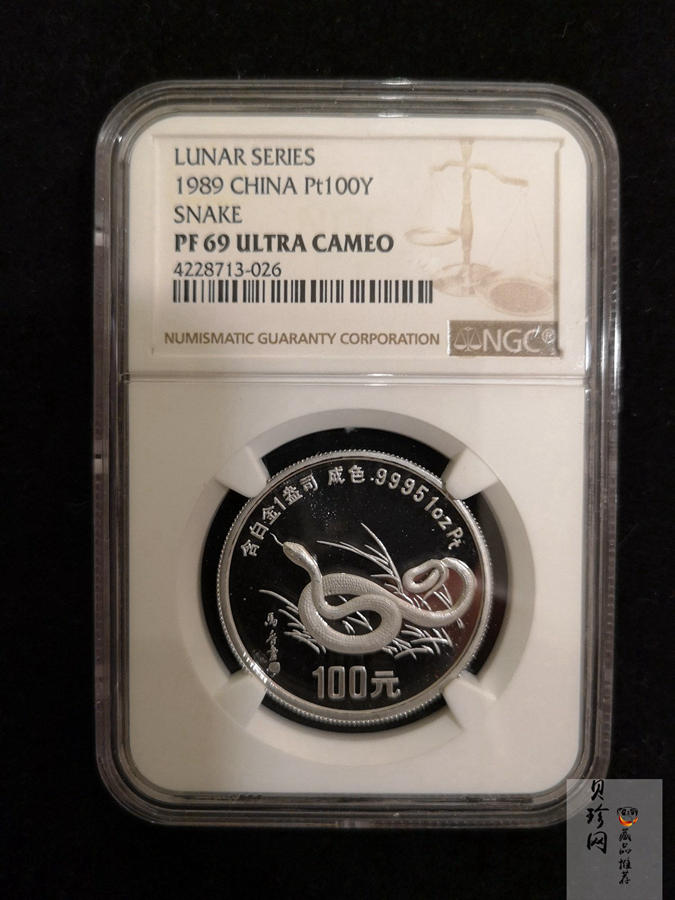 LUNAR SERIES
1989 CHINA Pt100Y
SNAKE
PF 69 ULTRA CAMEO
4228713-026
NUMISMATIC GUARANTY CORPORATION
NGC®
含白金1盎司 成色.9995 1oz Pt
100元
贝珍网
藏品推荐